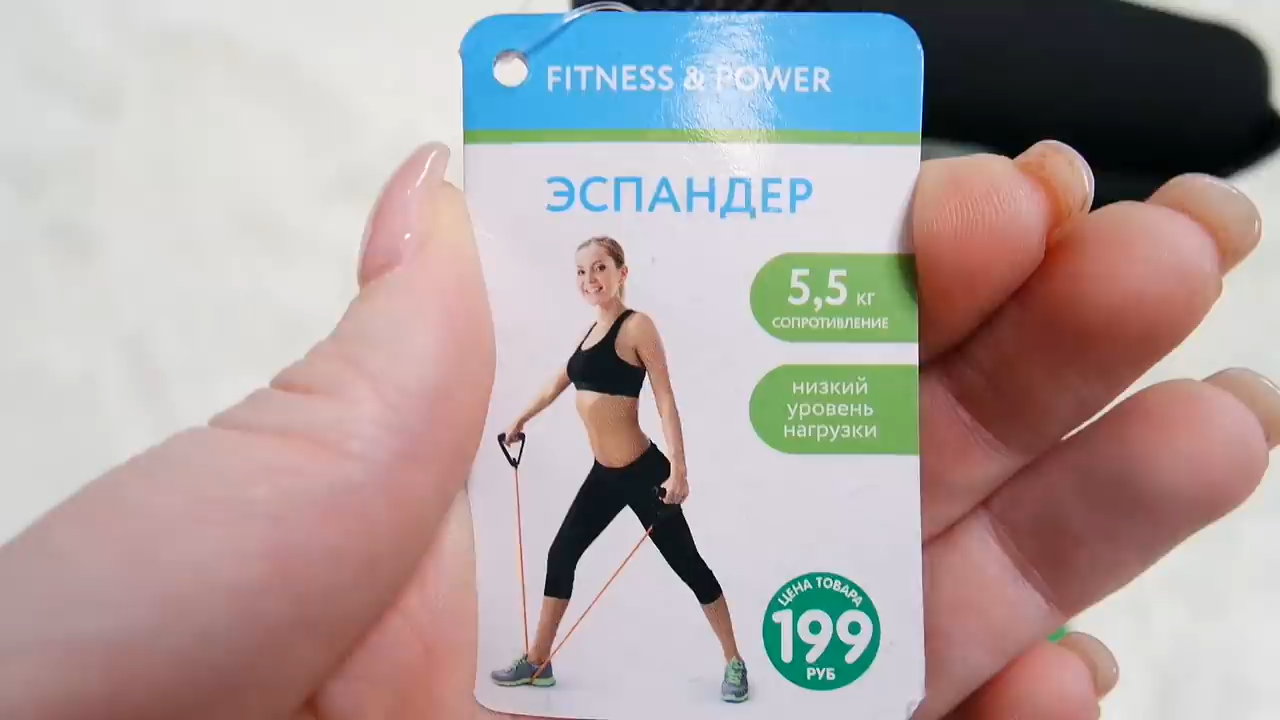 FITNESS & POWER
ЭСПАНДЕР
5,5 кг
СОПРОТИВЛЕНИЕ
низкий
уровень
нагрузки
ЦЕНА ТОВАРА
199
РУБ